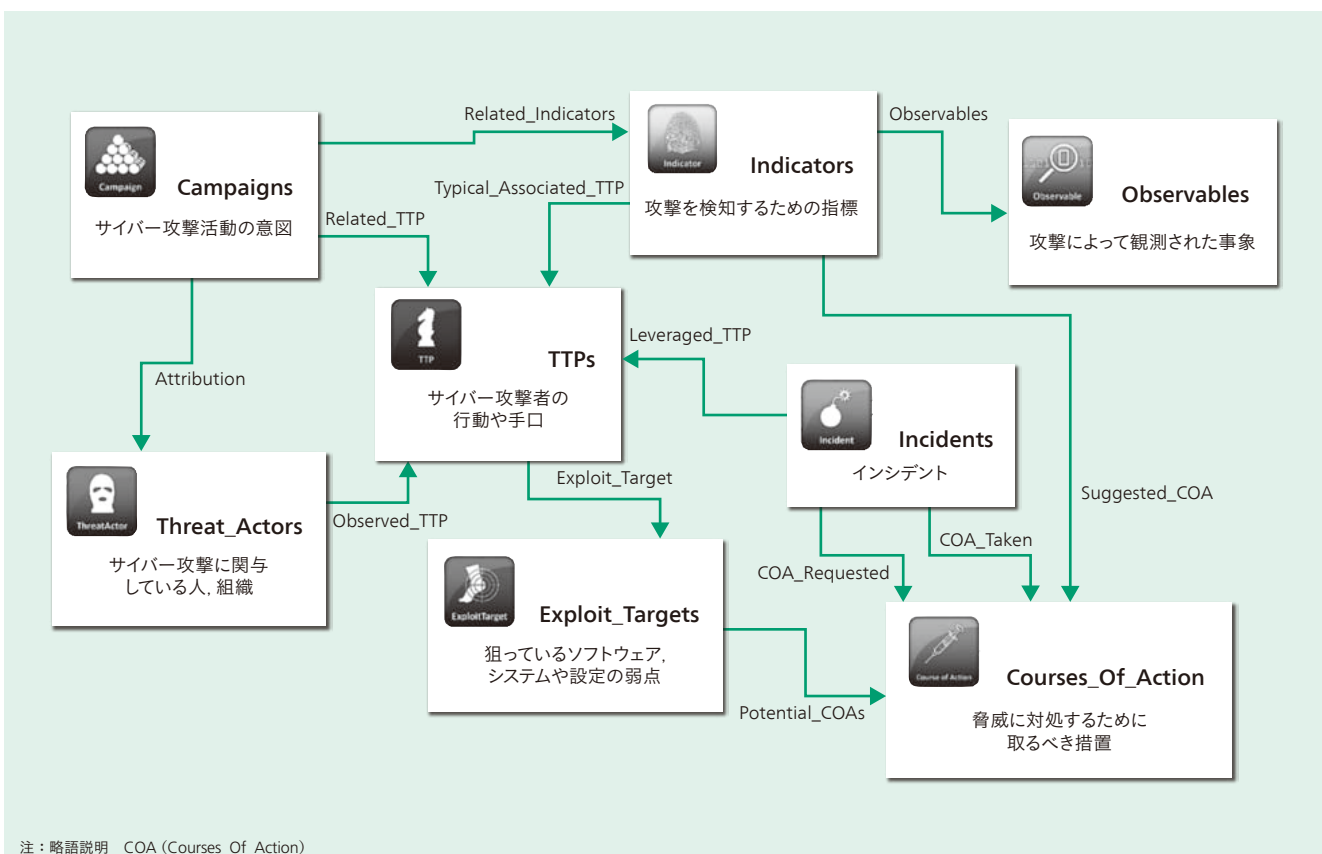 Related_Indicators
Observables
Campaign
Campaigns
サイバー攻撃活動の意図
Indicator
Indicators
攻撃を検知するための指標
Observable
Observables
攻撃によって観測された事象
Typical_Associated_TTP
Related_TTP
TTP
TTPs
サイバー攻撃者の
行動や手口
Leveraged_TTP
Attribution
Incident
Incidents
インシデント
ThreatActor
Threat_Actors
サイバー攻撃に関与
している人, 組織
Observed_TTP
Exploit_Target
Suggested_COA
COA_Taken
COA_Requested
ExploitTarget
Exploit_Targets
狙っているソフトウェア,
システムや設定の弱点
Potential_COAs
Course of Action
Courses_Of_Action
脅威に対処するために
取るべき措置
注：略語説明　COA（Courses Of Action）